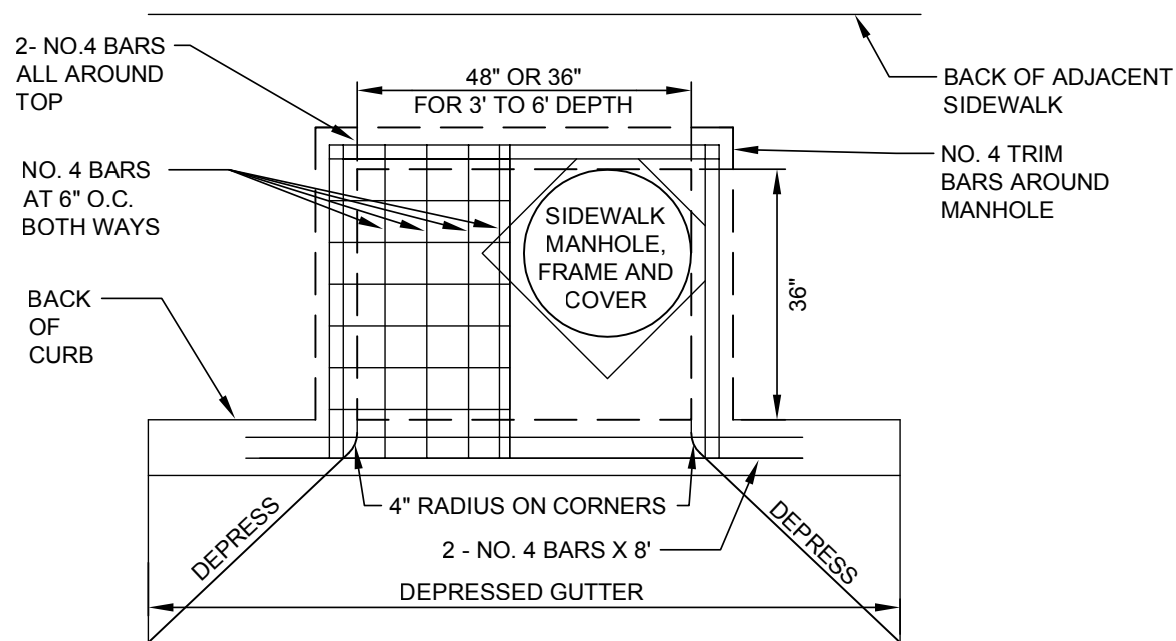 2- NO.4 BARS
ALL AROUND
TOP
48" OR 36"
FOR 3' TO 6' DEPTH
BACK OF ADJACENT
SIDEWALK
NO. 4 BARS
AT 6" O.C.
BOTH WAYS
NO. 4 TRIM
BARS AROUND
MANHOLE
SIDEWALK
MANHOLE,
FRAME AND
COVER
36"
BACK
OF
CURB
4" RADIUS ON CORNERS
DEPRESS
DEPRESS
2 - NO. 4 BARS X 8'
DEPRESSED GUTTER